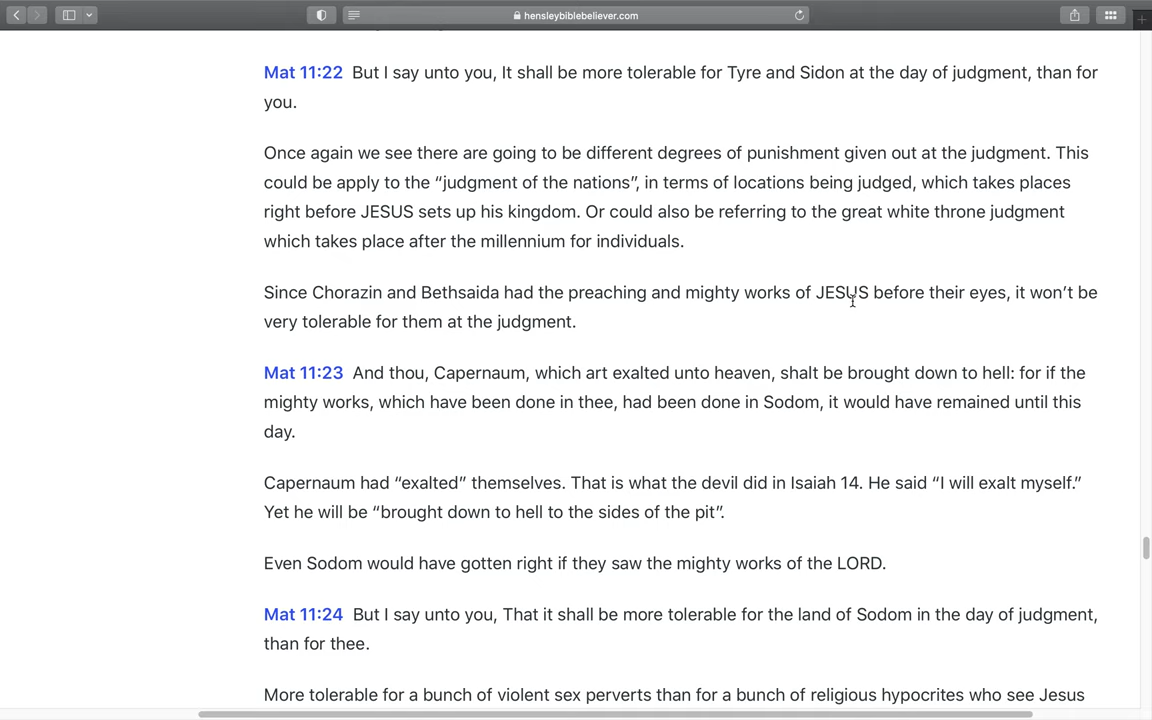 hensleybiblebeliever.com
Mat 11:22 But I say unto you, It shall be more tolerable for Tyre and Sidon at the day of judgment, than for
you.
Once again we see there are going to be different degrees of punishment given out at the judgment. This
could be apply to the “judgment of the nations”, in terms of locations being judged, which takes places
right before JESUS sets up his kingdom. Or could also be referring to the great white throne judgment
which takes place after the millennium for individuals.
Since Chorazin and Bethsaida had the preaching and mighty works of JESUS before their eyes, it won’t be
very tolerable for them at the judgment.
Mat 11:23 And thou, Capernaum, which art exalted unto heaven, shalt be brought down to hell: for if the
mighty works, which have been done in thee, had been done in Sodom, it would have remained until this
day.
Capernaum had “exalted” themselves. That is what the devil did in Isaiah 14. He said “I will exalt myself.”
Yet he will be “brought down to hell to the sides of the pit”.
Even Sodom would have gotten right if they saw the mighty works of the LORD.
Mat 11:24 But I say unto you, That it shall be more tolerable for the land of Sodom in the day of judgment,
than for thee.
More tolerable for a bunch of violent sex perverts than for a bunch of religious hypocrites who see Jesus